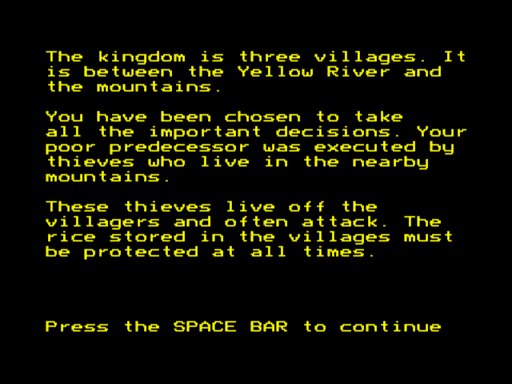 The kingdom is three villages. It
is between the Yellow River and
the mountains.
You have been chosen to take
all the important decisions. Your
poor predecessor was executed by
thieves who live in the nearby
mountains.
These thieves live off the
villagers and often attack. The
rice stored in the villages must
be protected at all times.
Press the SPACE BAR to continue